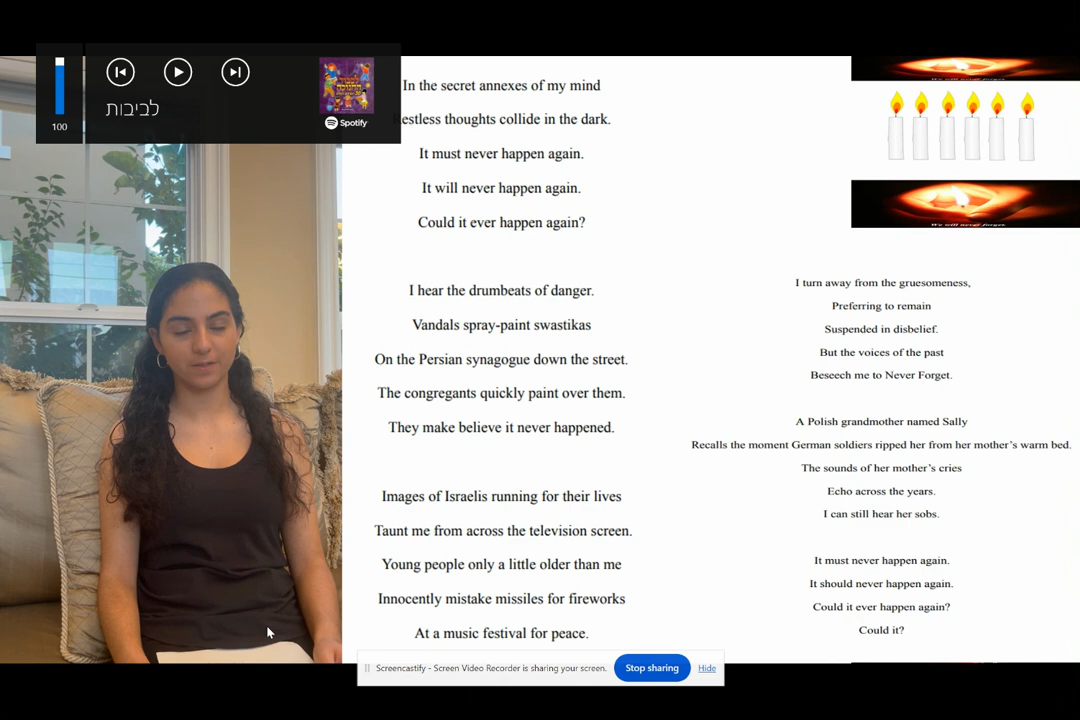 100
לביבות
Spotify
In the secret annexes of my mind
estless thoughts collide in the dark.
It must never happen again.
It will never happen again.
Could it ever happen again?
I hear the drumbeats of danger.
Vandals spray-paint swastikas
On the Persian synagogue down the street.
The congregants quickly paint over them.
They make believe it never happened.
Images of Israelis running for their lives
Taunt me from across the television screen.
Young people only a little older than me
Innocently mistake missiles for fireworks
At a music festival for peace.
We will never forget.
We will never forget.
I turn away from the gruesomeness,
Preferring to remain
Suspended in disbelief.
But the voices of the past
Beseech me to Never Forget.
A Polish grandmother named Sally
Recalls the moment German soldiers ripped her from her mother's warm bed.
The sounds of her mother's cries
Echo across the years.
I can still hear her sobs.
It must never happen again.
It should never happen again.
Could it ever happen again?
Could it?
Screencastify - Screen Video Recorder is sharing your screen.
Stop sharing
Hide